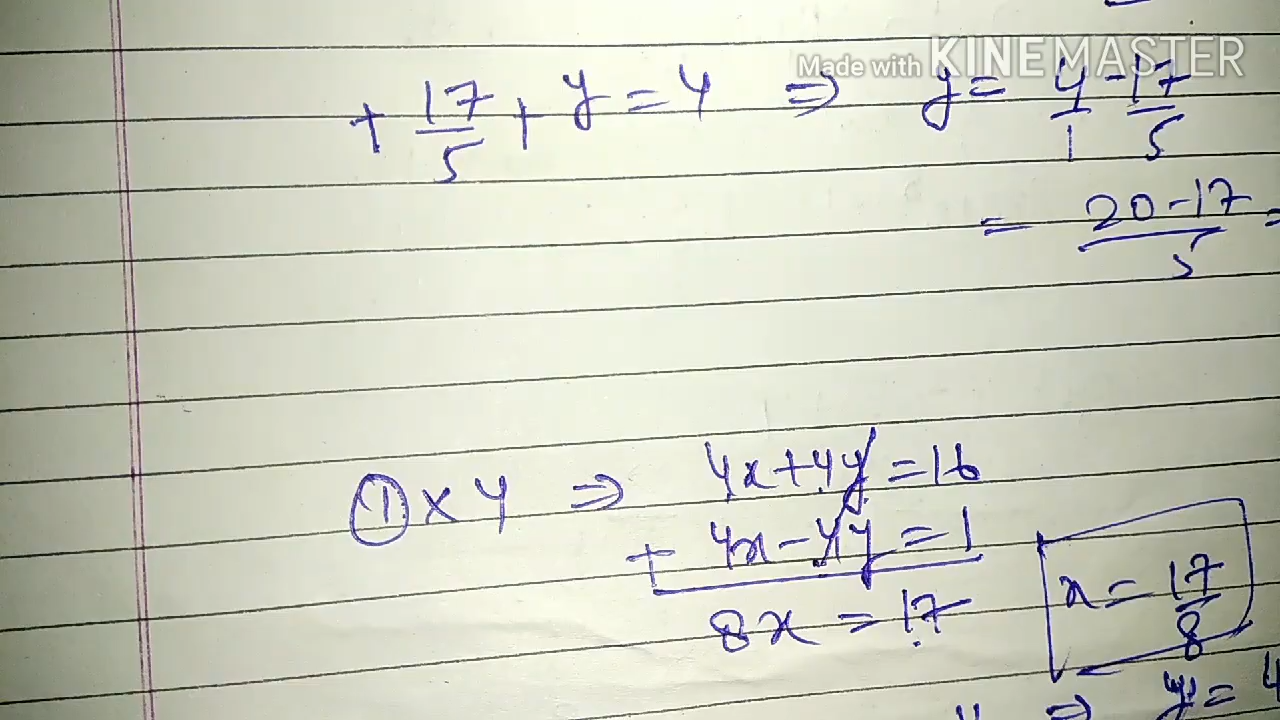 Made with KINEMASTER
+ 17/5 + y = 4 ⇒ y = 4/1 - 17/5
= 20-17/5 =
① × 4 ⇒ 4x + 4y = 16
+ 4x - 4y = 1
8x = 17
x = 17/8
⇒ y = 4